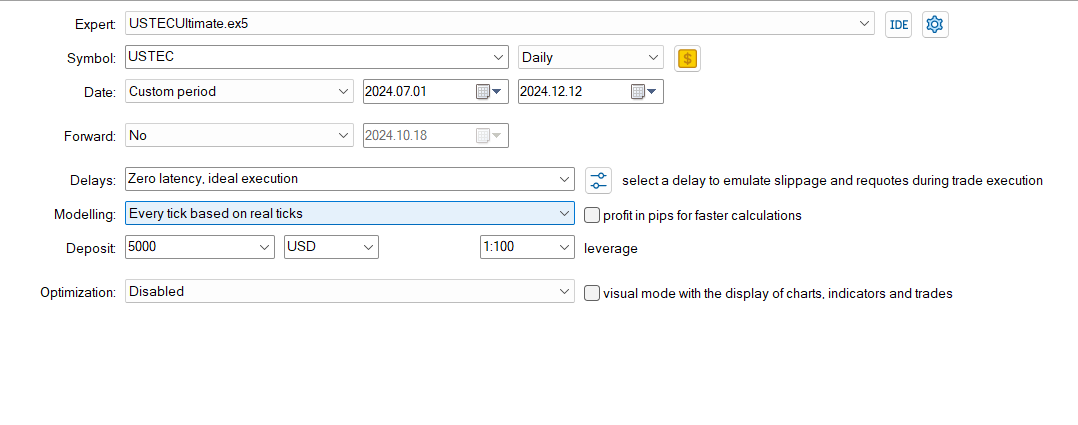 Expert: USTECUltimate.ex5 IDE
Symbol: USTEC Daily $
Date: Custom period 2024.07.01 2024.12.12
Forward: No 2024.10.18
Delays: Zero latency, ideal execution select a delay to emulate slippage and requotes during trade execution
Modelling: Every tick based on real ticks profit in pips for faster calculations
Deposit: 5000 USD 1:100 leverage
Optimization: Disabled visual mode with the display of charts, indicators and trades